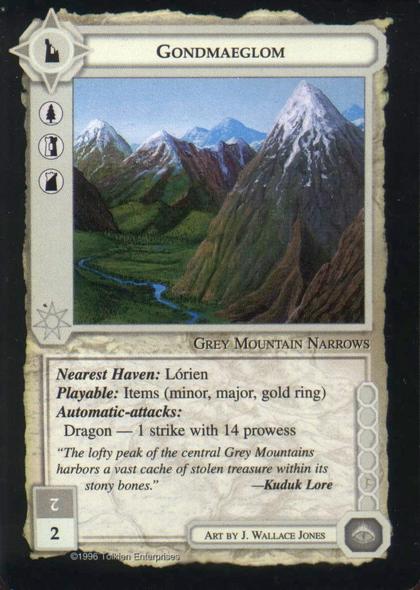 GONDMAEGLOM
GREY MOUNTAIN NARROWS
Nearest Haven: Lórien
Playable: Items (minor, major, gold ring)
Automatic-attacks:
Dragon — 1 strike with 14 prowess
"The lofty peak of the central Grey Mountains
harbors a vast cache of stolen treasure within its
stony bones." —Kuduk Lore
2
2
ART BY J. WALLACE JONES
©1996 Tolkien Enterprises